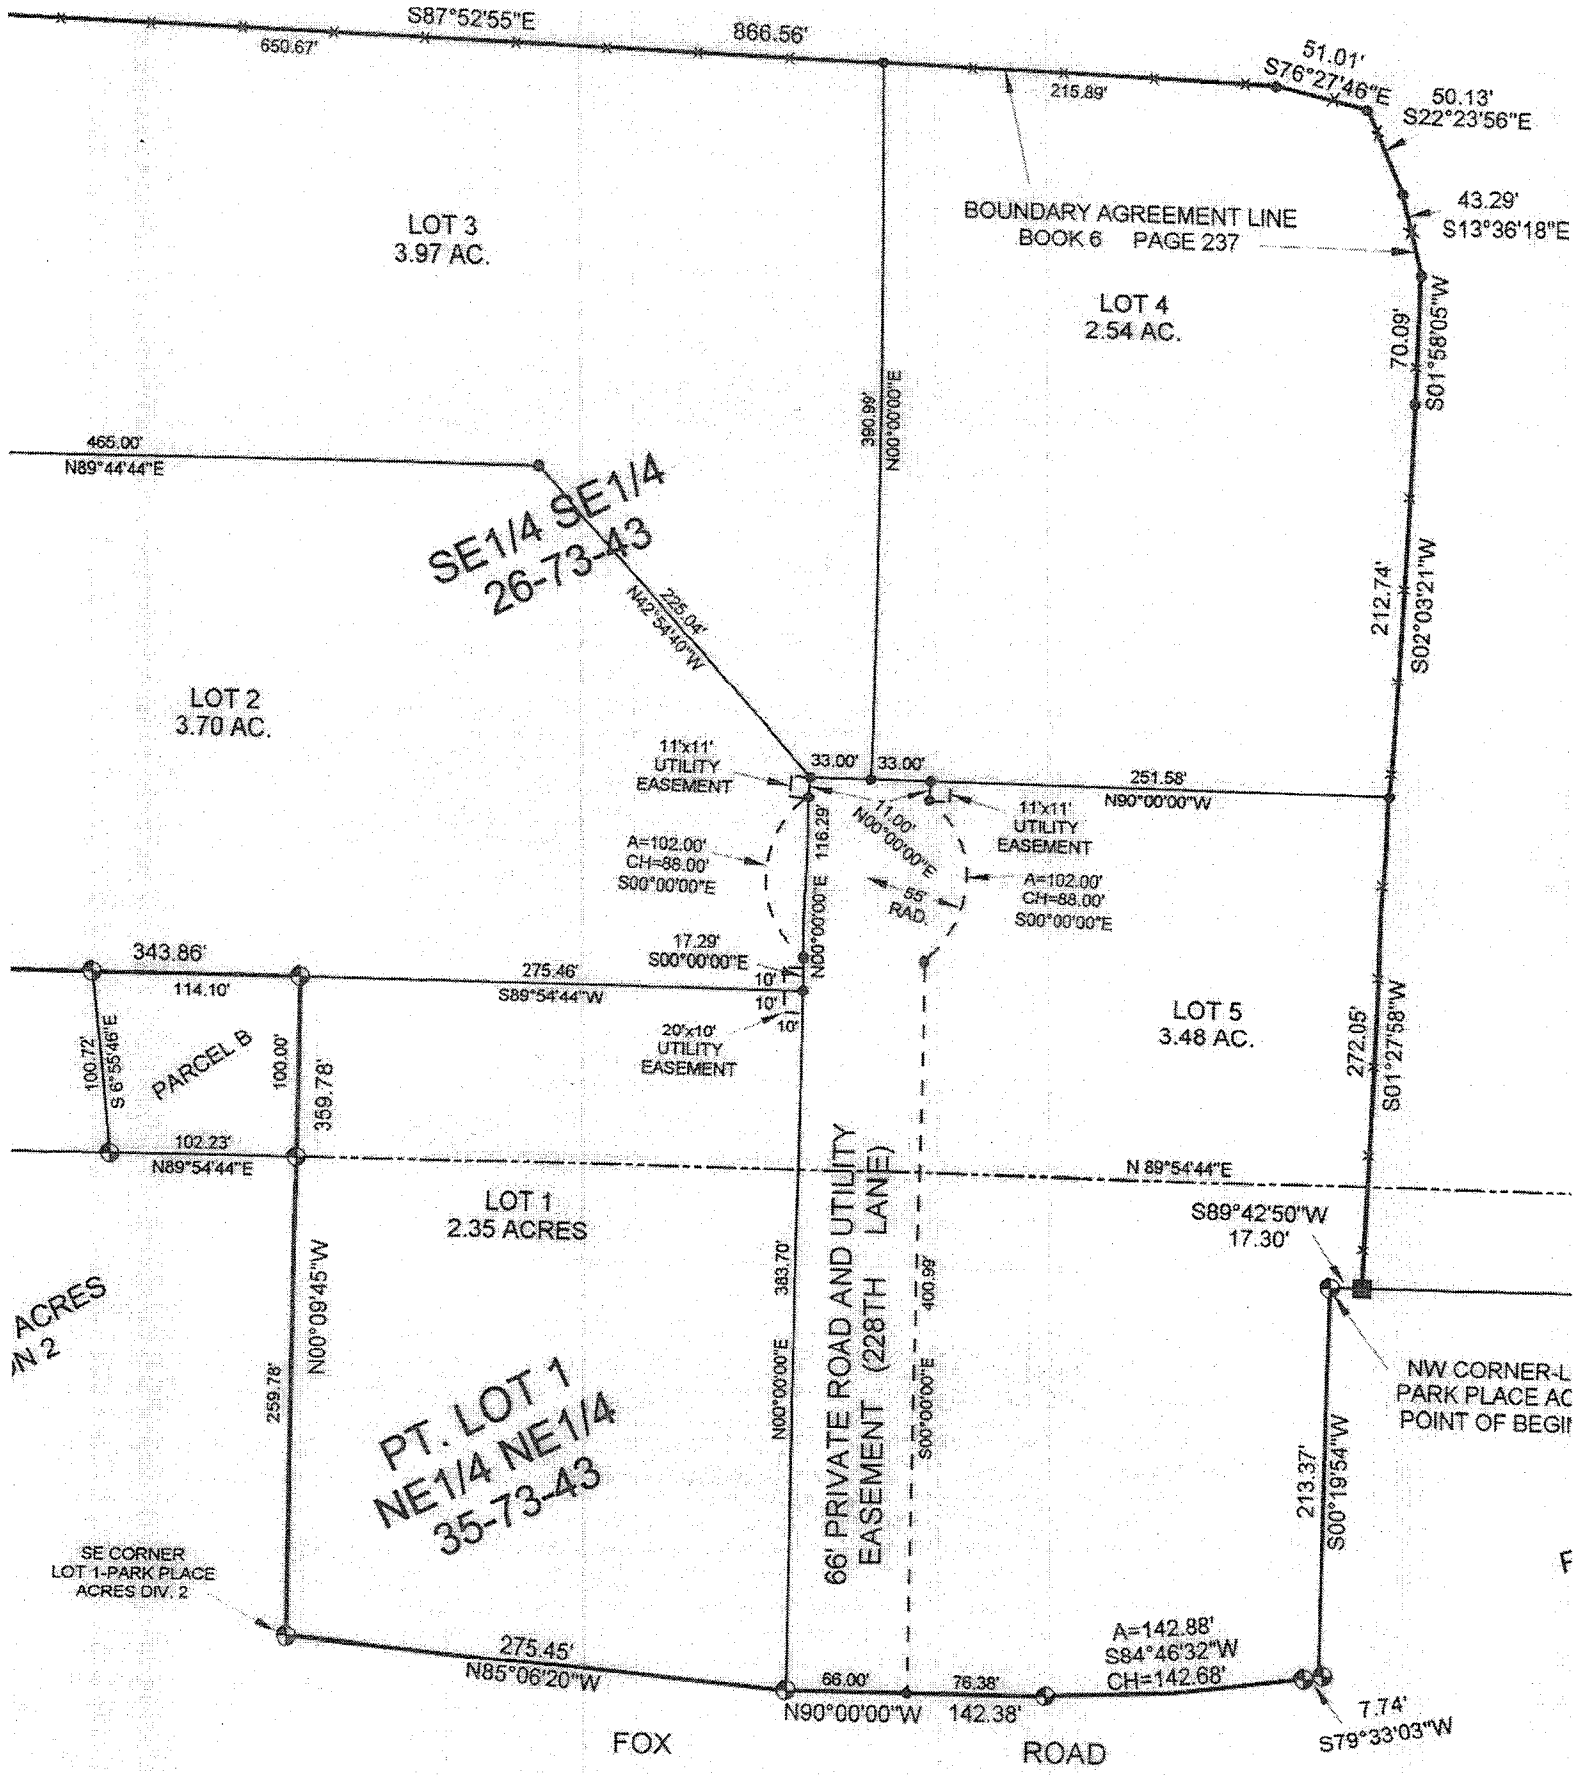 S87°52'55"E
866.56'
650.67'
215.89'
51.01'
S76°27'46"E
50.13'
S22°23'56"E
43.29'
S13°36'18"E
BOUNDARY AGREEMENT LINE
BOOK 6 PAGE 237
LOT 3
3.97 AC.
LOT 4
2.54 AC.
70.09'
S01°58'05"W
390.99'
N00°00'00"E
465.00'
N89°44'44"E
SE1/4 SE1/4
26-73-43
225.04'
N42°54'40"W
212.74'
S02°03'21"W
LOT 2
3.70 AC.
11'x11'
UTILITY
EASEMENT
33.00'
33.00'
251.58'
N90°00'00"W
11.00'
N00°00'00"E
11'x11'
UTILITY
EASEMENT
116.29'
N00°00'00"E
A=102.00'
CH=88.00'
S00°00'00"E
55'
RAD.
A=102.00'
CH=88.00'
S00°00'00"E
17.29'
S00°00'00"E
343.86'
114.10'
275.46'
S89°54'44"W
10'
10'
10'
20'x10'
UTILITY
EASEMENT
LOT 5
3.48 AC.
272.05'
S01°27'58"W
100.72'
S 6°55'46"E
PARCEL B
100.00'
359.78'
102.23'
N89°54'44"E
N 89°54'44"E
LOT 1
2.35 ACRES
S89°42'50"W
17.30'
66' PRIVATE ROAD AND UTILITY
EASEMENT (228TH LANE)
383.70'
N00°00'00"E
400.99'
S00°00'00"E
N00°09'45"W
259.78'
ACRES
ON 2
NW CORNER-L
PARK PLACE AC
POINT OF BEGI
213.37'
S00°19'54"W
PT. LOT 1
NE1/4 NE1/4
35-73-43
SE CORNER
LOT 1-PARK PLACE
ACRES DIV. 2
275.45'
N85°06'20"W
66.00'
76.38'
N90°00'00"W 142.38'
A=142.88'
S84°46'32"W
CH=142.68'
7.74'
S79°33'03"W
FOX ROAD